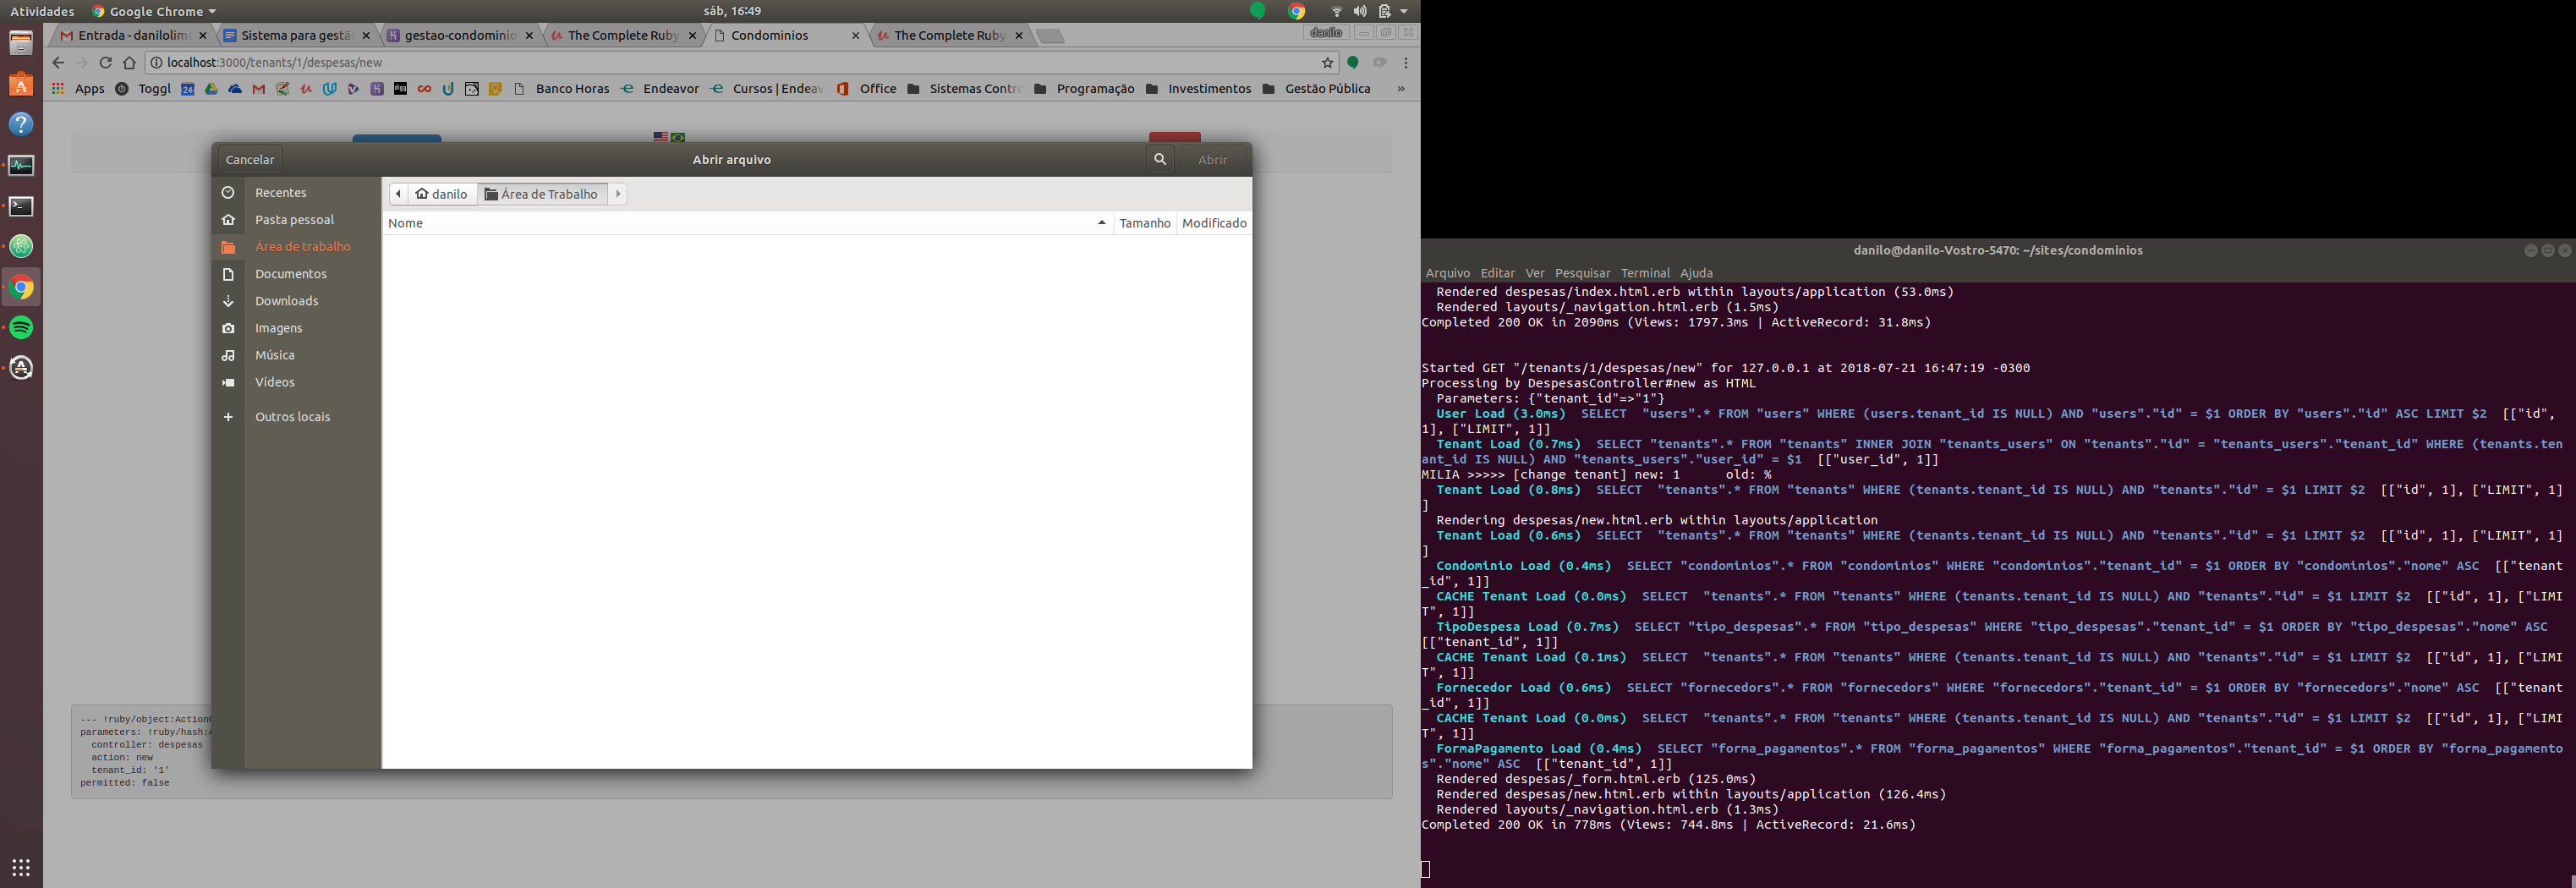 Atividades
Google Chrome
sáb, 16:49
Entrada - danilolima
Sistema para gestão
gestao-condominio
The Complete Ruby
Condominios
The Complete Ruby
danilo
localhost:3000/tenants/1/despesas/new
Apps
Toggl
24
Banco Horas
Endeavor
Cursos | Endeav
Office
Sistemas Contro
Programação
Investimentos
Gestão Pública
»
Cancelar
Abrir arquivo
Abrir
Recentes
Pasta pessoal
Área de trabalho
Documentos
Downloads
Imagens
Música
Vídeos
Outros locais
danilo
Área de Trabalho
Nome
Tamanho
Modificado
--- !ruby/object:ActionC
parameters: !ruby/hash:A
controller: despesas
action: new
tenant_id: '1'
permitted: false
danilo@danilo-Vostro-5470: ~/sites/condominios
Arquivo Editar Ver Pesquisar Terminal Ajuda
Rendered despesas/index.html.erb within layouts/application (53.0ms)
Rendered layouts/_navigation.html.erb (1.5ms)
Completed 200 OK in 2090ms (Views: 1797.3ms | ActiveRecord: 31.8ms)
Started GET "/tenants/1/despesas/new" for 127.0.0.1 at 2018-07-21 16:47:19 -0300
Processing by DespesasController#new as HTML
Parameters: {"tenant_id"=>"1"}
User Load (3.0ms)  SELECT  "users".* FROM "users" WHERE (users.tenant_id IS NULL) AND "users"."id" = $1 ORDER BY "users"."id" ASC LIMIT $2  [["id",
1], ["LIMIT", 1]]
Tenant Load (0.7ms)  SELECT "tenants".* FROM "tenants" INNER JOIN "tenants_users" ON "tenants"."id" = "tenants_users"."tenant_id" WHERE (tenants.ten
ant_id IS NULL) AND "tenants_users"."user_id" = $1  [["user_id", 1]]
MILIA >>>>> [change tenant] new: 1      old: %
Tenant Load (0.8ms)  SELECT  "tenants".* FROM "tenants" WHERE (tenants.tenant_id IS NULL) AND "tenants"."id" = $1 LIMIT $2  [["id", 1], ["LIMIT", 1]
]
Rendering despesas/new.html.erb within layouts/application
Tenant Load (0.6ms)  SELECT  "tenants".* FROM "tenants" WHERE (tenants.tenant_id IS NULL) AND "tenants"."id" = $1 LIMIT $2  [["id", 1], ["LIMIT", 1]
]
Condominio Load (0.4ms)  SELECT "condominios".* FROM "condominios" WHERE "condominios"."tenant_id" = $1 ORDER BY "condominios"."nome" ASC  [["tenant
_id", 1]]
CACHE Tenant Load (0.0ms)  SELECT  "tenants".* FROM "tenants" WHERE (tenants.tenant_id IS NULL) AND "tenants"."id" = $1 LIMIT $2  [["id", 1], ["LIMI
T", 1]]
TipoDespesa Load (0.7ms)  SELECT "tipo_despesas".* FROM "tipo_despesas" WHERE "tipo_despesas"."tenant_id" = $1 ORDER BY "tipo_despesas"."nome" ASC
[["tenant_id", 1]]
CACHE Tenant Load (0.1ms)  SELECT  "tenants".* FROM "tenants" WHERE (tenants.tenant_id IS NULL) AND "tenants"."id" = $1 LIMIT $2  [["id", 1], ["LIMI
T", 1]]
Fornecedor Load (0.6ms)  SELECT "fornecedors".* FROM "fornecedors" WHERE "fornecedors"."tenant_id" = $1 ORDER BY "fornecedors"."nome" ASC  [["tenant
_id", 1]]
CACHE Tenant Load (0.0ms)  SELECT  "tenants".* FROM "tenants" WHERE (tenants.tenant_id IS NULL) AND "tenants"."id" = $1 LIMIT $2  [["id", 1], ["LIMI
T", 1]]
FormaPagamento Load (0.4ms)  SELECT "forma_pagamentos".* FROM "forma_pagamentos" WHERE "forma_pagamentos"."tenant_id" = $1 ORDER BY "forma_pagamento
s"."nome" ASC  [["tenant_id", 1]]
Rendered despesas/_form.html.erb (125.0ms)
Rendered despesas/new.html.erb within layouts/application (126.4ms)
Rendered layouts/_navigation.html.erb (1.3ms)
Completed 200 OK in 778ms (Views: 744.8ms | ActiveRecord: 21.6ms)